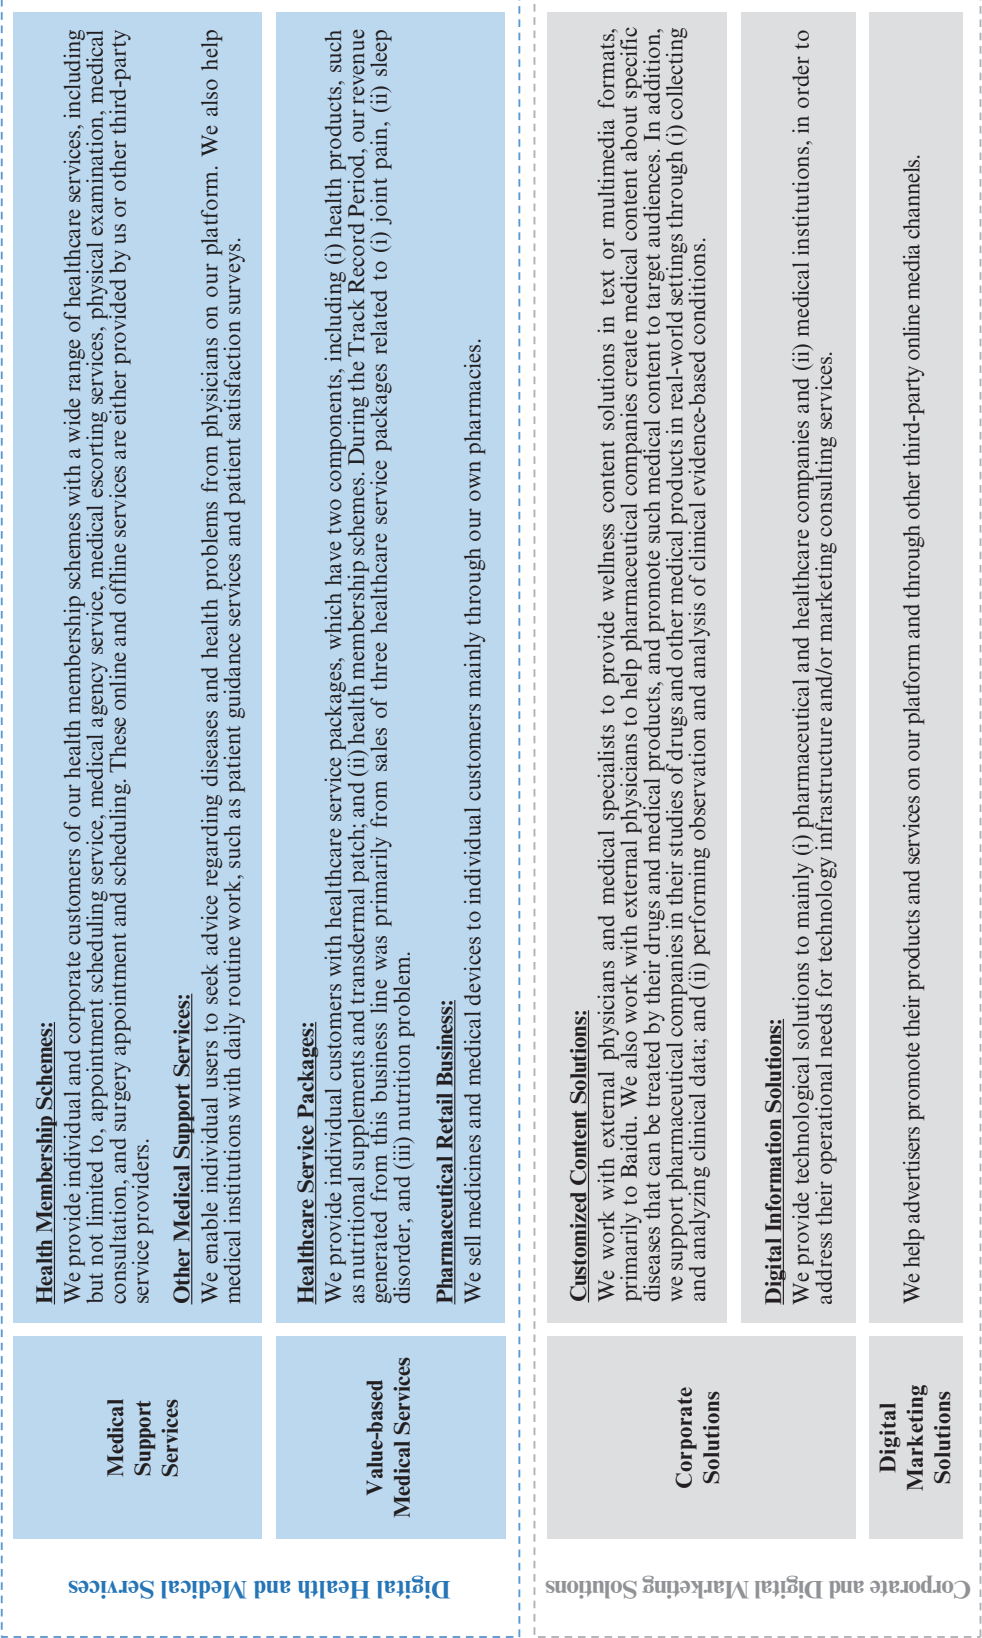 Digital Health and Medical Services
Medical
Support
Services
Health Membership Schemes:
We provide individual and corporate customers of our health membership schemes with a wide range of healthcare services, including
but not limited to, appointment scheduling service, medical agency service, medical escorting services, physical examination, medical
consultation, and surgery appointment and scheduling. These online and offline services are either provided by us or other third-party
service providers.
Other Medical Support Services:
We enable individual users to seek advice regarding diseases and health problems from physicians on our platform. We also help
medical institutions with daily routine work, such as patient guidance services and patient satisfaction surveys.
Value-based
Medical Services
Healthcare Service Packages:
We provide individual customers with healthcare service packages, which have two components, including (i) health products, such
as nutritional supplements and transdermal patch; and (ii) health membership schemes. During the Track Record Period, our revenue
generated from this business line was primarily from sales of three healthcare service packages related to (i) joint pain, (ii) sleep
disorder, and (iii) nutrition problem.
Pharmaceutical Retail Business:
We sell medicines and medical devices to individual customers mainly through our own pharmacies.
Corporate and Digital Marketing Solutions
Corporate
Solutions
Customized Content Solutions:
We work with external physicians and medical specialists to provide wellness content solutions in text or multimedia formats,
primarily to Baidu. We also work with external physicians to help pharmaceutical companies create medical content about specific
diseases that can be treated by their drugs and medical products, and promote such medical content to target audiences. In addition,
we support pharmaceutical companies in their studies of drugs and other medical products in real-world settings through (i) collecting
and analyzing clinical data; and (ii) performing observation and analysis of clinical evidence-based conditions.
Digital Information Solutions:
We provide technological solutions to mainly (i) pharmaceutical and healthcare companies and (ii) medical institutions, in order to
address their operational needs for technology infrastructure and/or marketing consulting services.
Digital
Marketing
Solutions
We help advertisers promote their products and services on our platform and through other third-party online media channels.